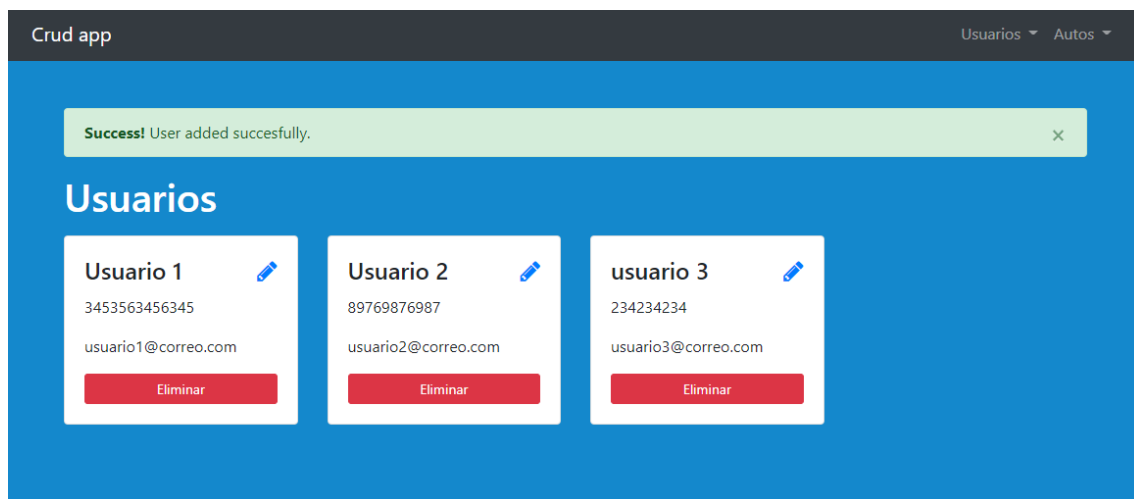 Crud app
Usuarios Autos
Success! User added succesfully. ×
Usuarios
Usuario 1
3453563456345
usuario1@correo.com
Eliminar
Usuario 2
89769876987
usuario2@correo.com
Eliminar
usuario 3
234234234
usuario3@correo.com
Eliminar